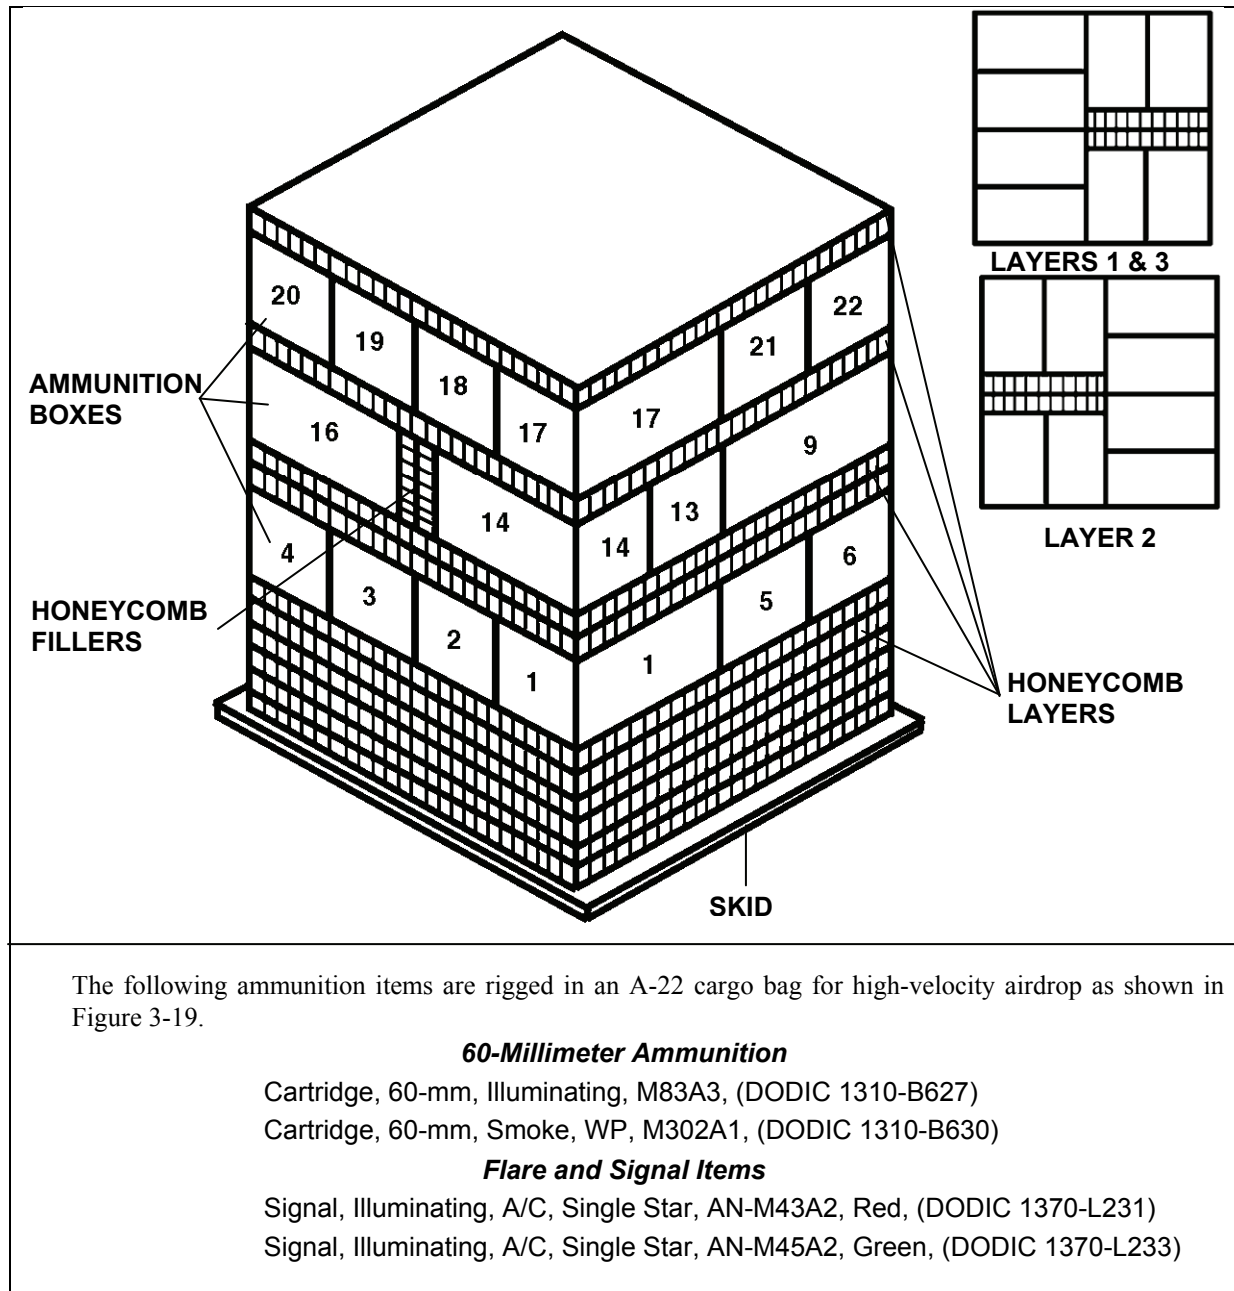 LAYERS 1 & 3
LAYER 2
AMMUNITION
BOXES
HONEYCOMB
FILLERS
HONEYCOMB
LAYERS
SKID
20
19
18
17
17
21
22
16
14
14
13
9
4
3
2
1
1
5
6
The following ammunition items are rigged in an A-22 cargo bag for high-velocity airdrop as shown in
Figure 3-19.
60-Millimeter Ammunition
Cartridge, 60-mm, Illuminating, M83A3, (DODIC 1310-B627)
Cartridge, 60-mm, Smoke, WP, M302A1, (DODIC 1310-B630)
Flare and Signal Items
Signal, Illuminating, A/C, Single Star, AN-M43A2, Red, (DODIC 1370-L231)
Signal, Illuminating, A/C, Single Star, AN-M45A2, Green, (DODIC 1370-L233)